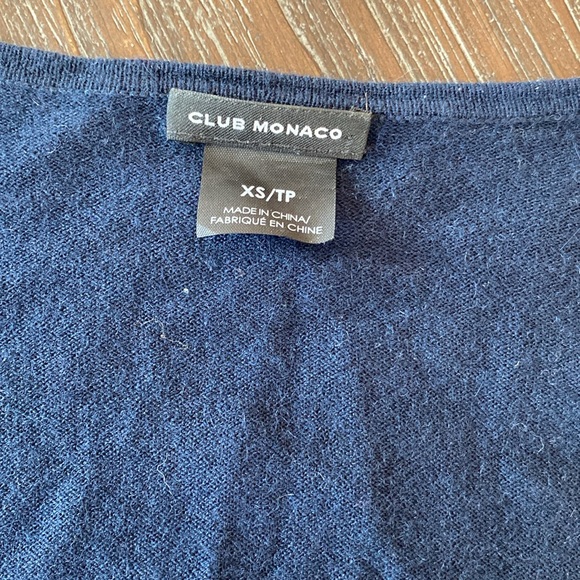 CLUB MONACO
XS/TP
MADE IN CHINA/
FABRIQUÉ EN CHINE